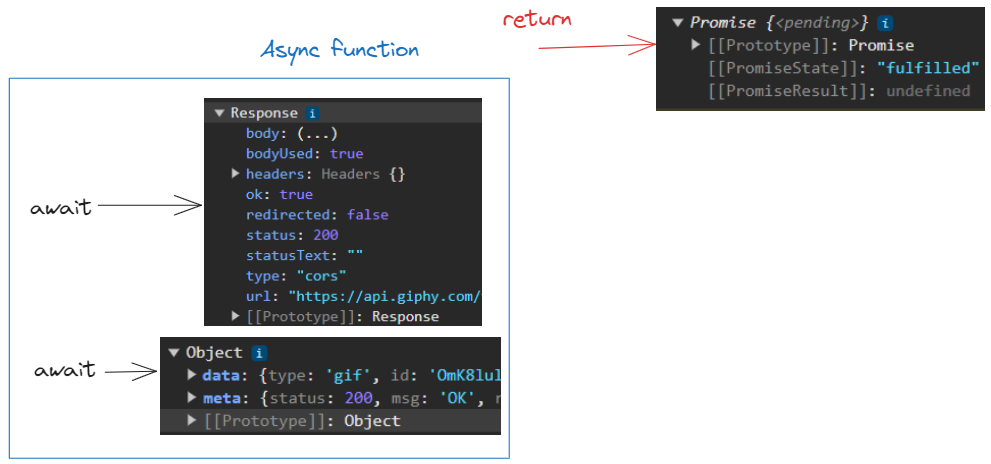 return
Async function
▼ Promise {<pending>} i
▶ [[Prototype]]: Promise
[[PromiseState]]: "fulfilled"
[[PromiseResult]]: undefined
▼ Response i
body: (...)
bodyUsed: true
▶ headers: Headers {}
ok: true
redirected: false
status: 200
statusText: ""
type: "cors"
url: "https://api.giphy.com/
▶ [[Prototype]]: Response
await
▼ Object i
▶ data: {type: 'gif', id: 'OmK8lul
▶ meta: {status: 200, msg: 'OK', r
▶ [[Prototype]]: Object
await